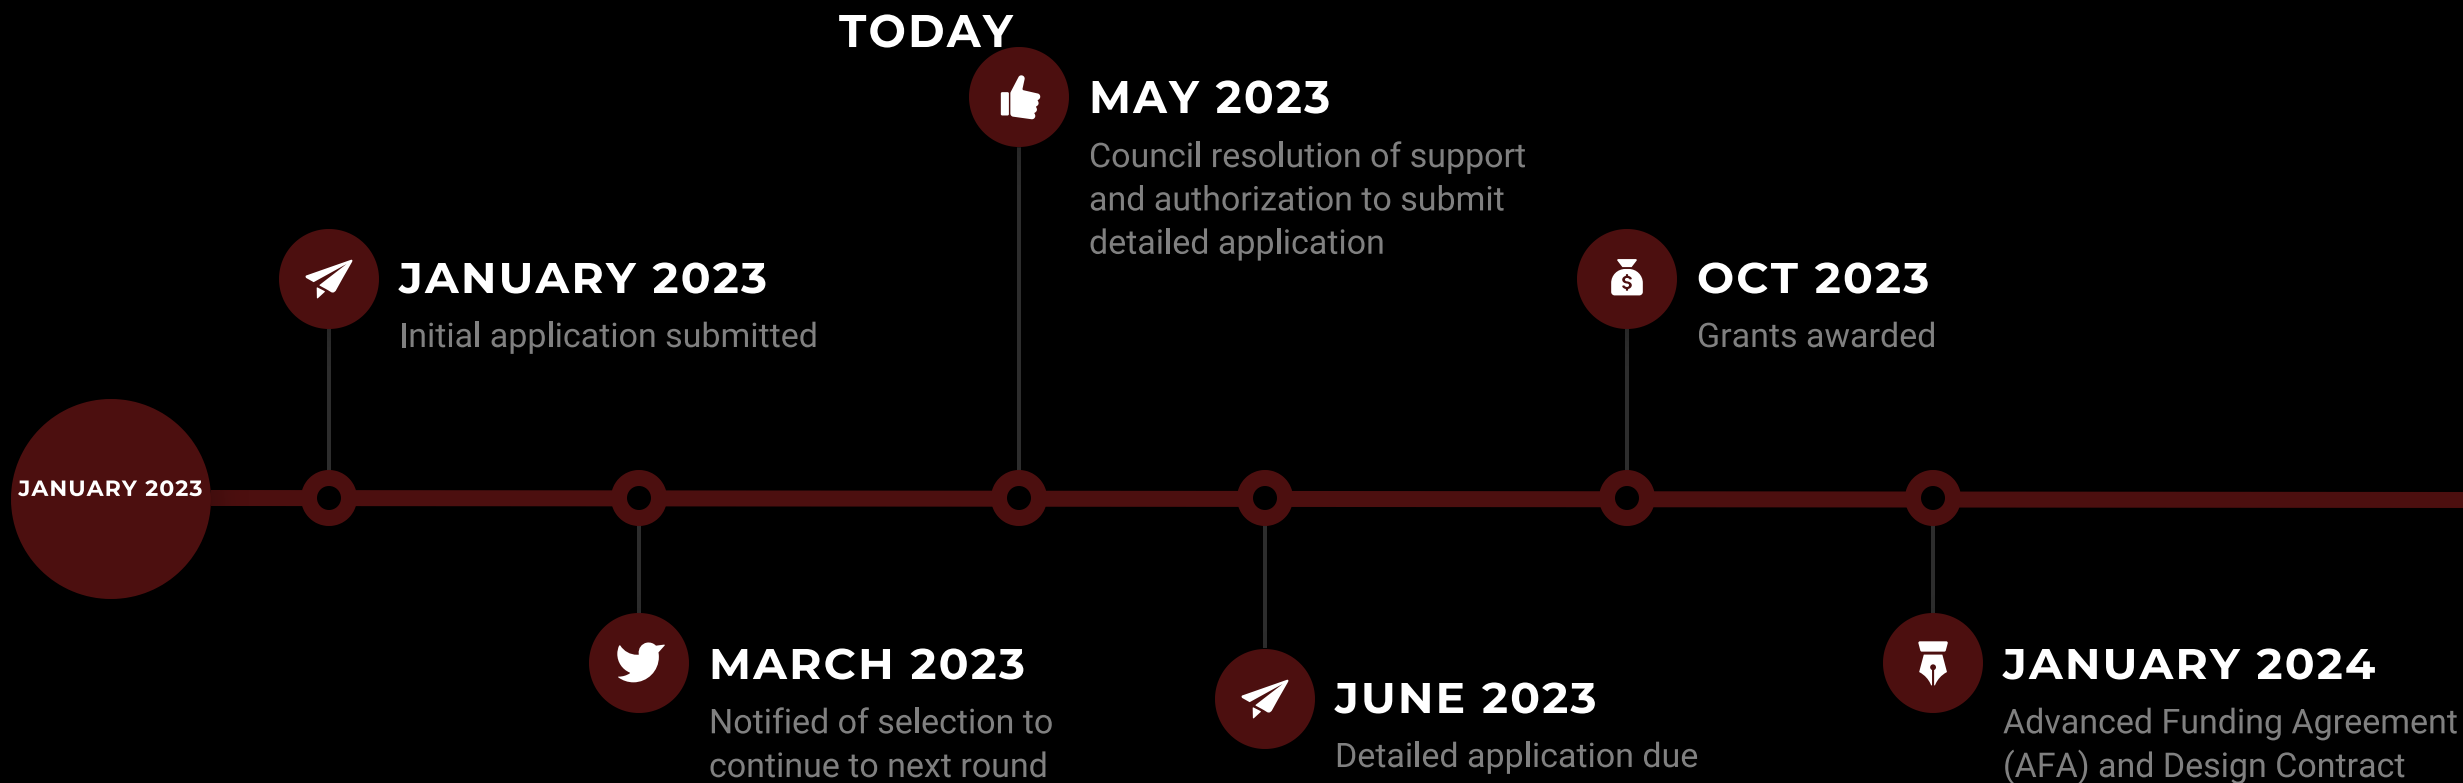 TODAY
MAY 2023
Council resolution of support
and authorization to submit
detailed application
JANUARY 2023
Initial application submitted
OCT 2023
Grants awarded
JANUARY 2023
MARCH 2023
Notified of selection to
continue to next round
JUNE 2023
Detailed application due
JANUARY 2024
Advanced Funding Agreement
(AFA) and Design Contract